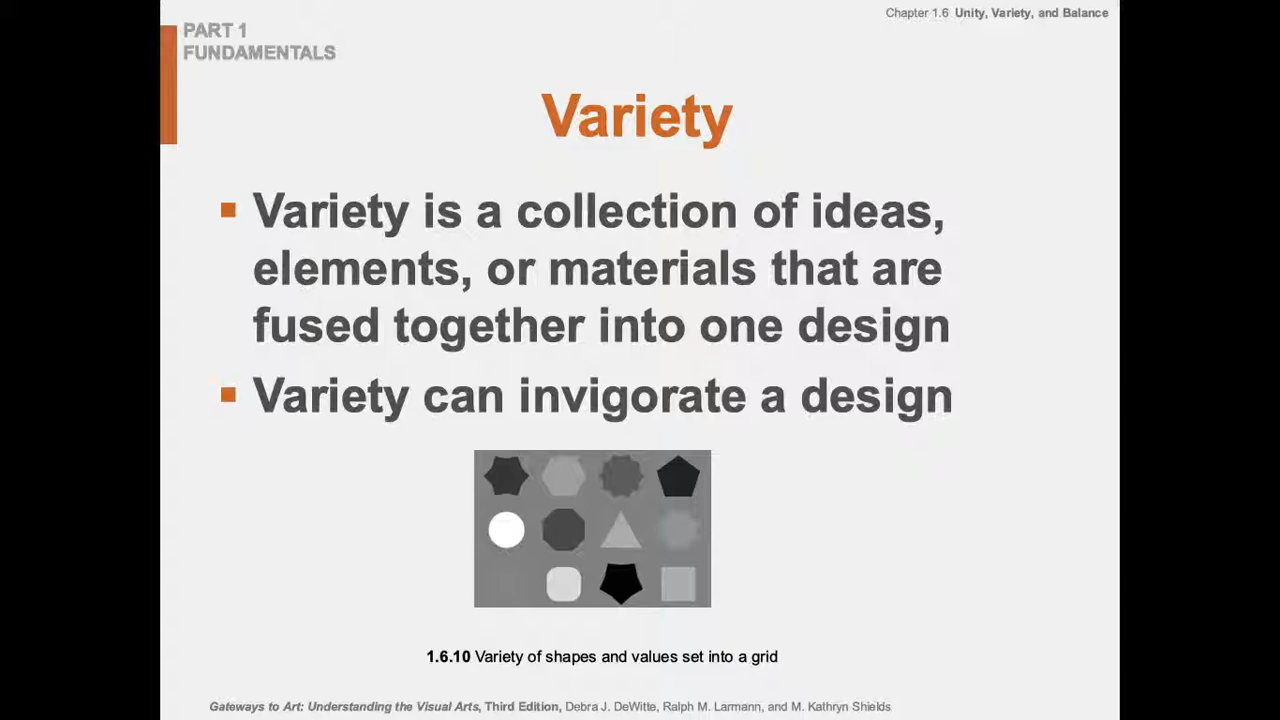 Chapter 1.6 Unity, Variety, and Balance
PART 1
FUNDAMENTALS
Variety
▪ Variety is a collection of ideas,
elements, or materials that are
fused together into one design
▪ Variety can invigorate a design
1.6.10 Variety of shapes and values set into a grid
Gateways to Art: Understanding the Visual Arts, Third Edition, Debra J. DeWitte, Ralph M. Larmann, and M. Kathryn Shields